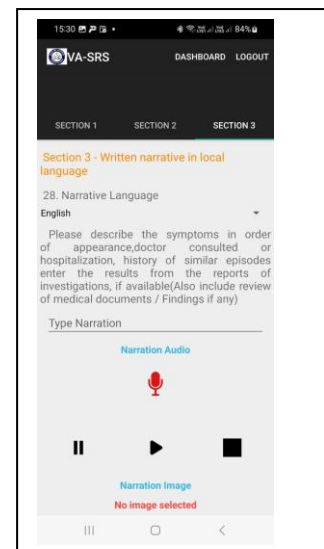 15:30 84%
VA-SRS DASHBOARD LOGOUT
SECTION 1 SECTION 2 SECTION 3
Section 3 - Written narrative in local
language
28. Narrative Language
English
Please describe the symptoms in order
of appearance,doctor consulted or
hospitalization, history of similar episodes
enter the results from the reports of
investigations, if available(Also include review
of medical documents / Findings if any)
Type Narration
Narration Audio
Narration Image
No image selected